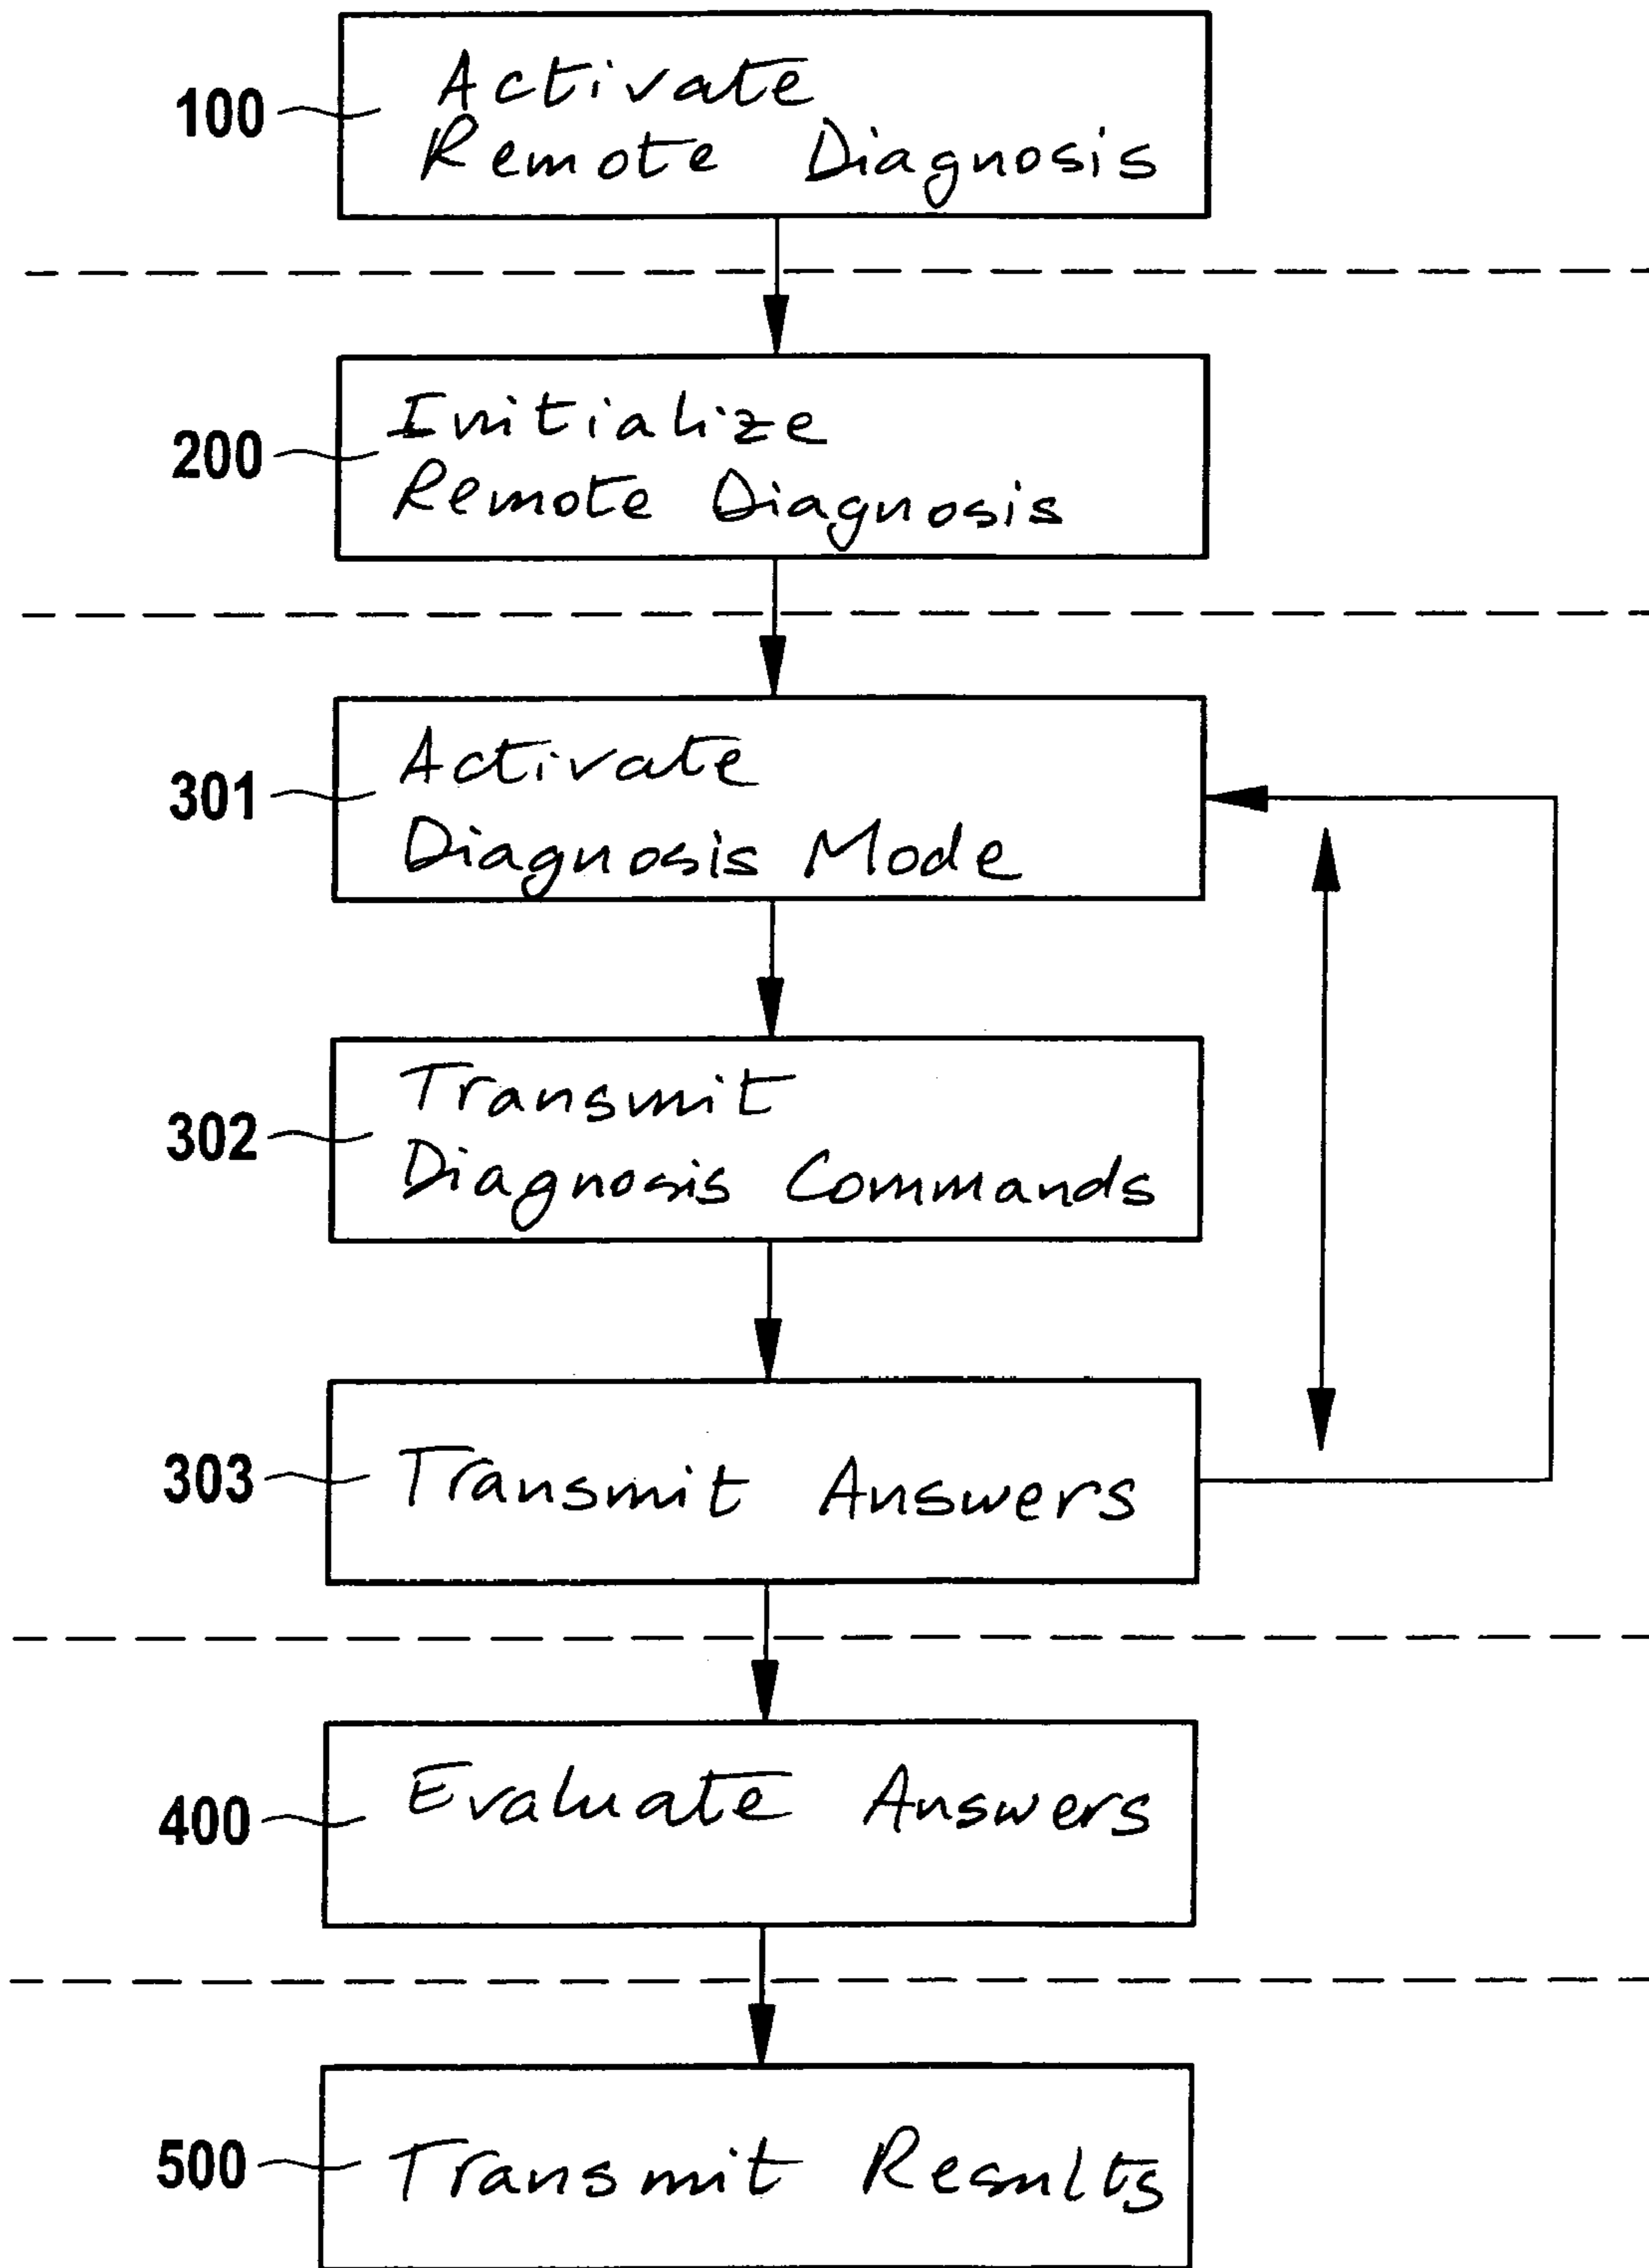 100
Activate
Remote Diagnosis
200
Initialize
Remote Diagnosis
301
Activate
Diagnosis Mode
302
Transmit
Diagnosis Commands
303
Transmit Answers
400
Evaluate Answers
500
Transmit Results